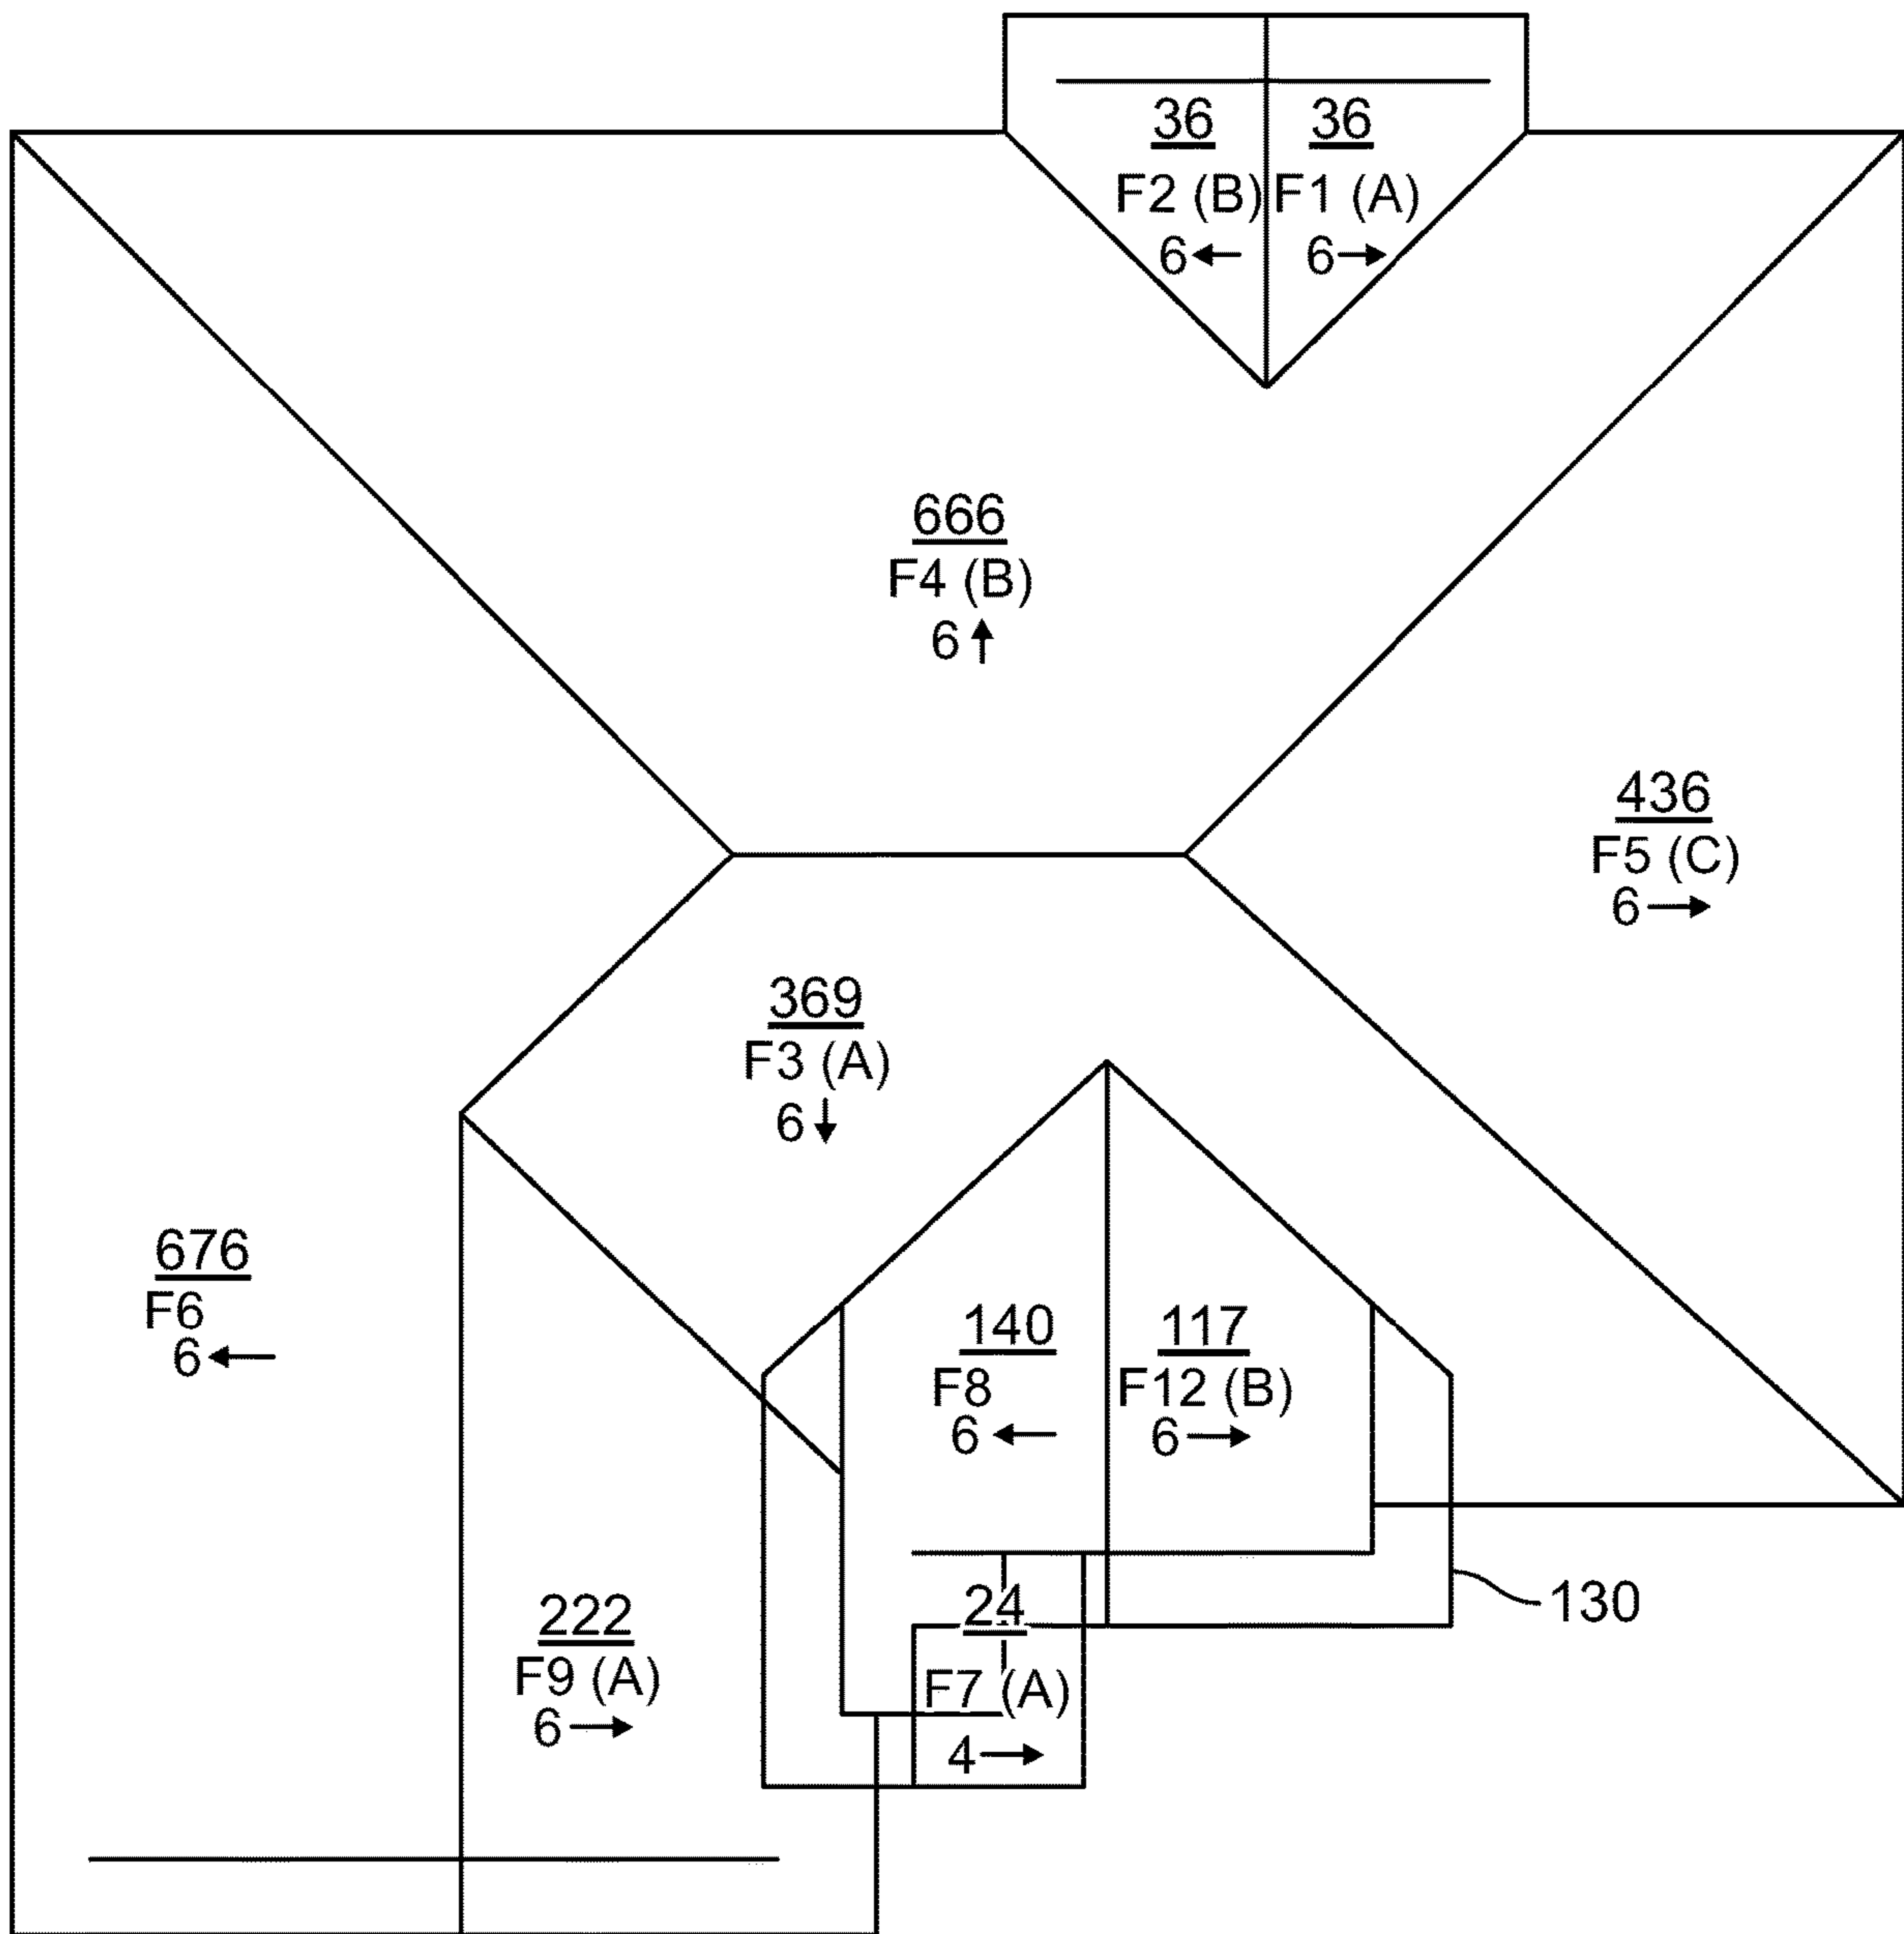 36 36
F2 (B) F1 (A)
6← 6→
666
F4 (B)
6↑
436
F5 (C)
6→
369
F3 (A)
6↓
676
F6
6←
140 117
F8 F12 (B)
6← 6→
24
130
222
F7 (A)
F9 (A)
6→
4→